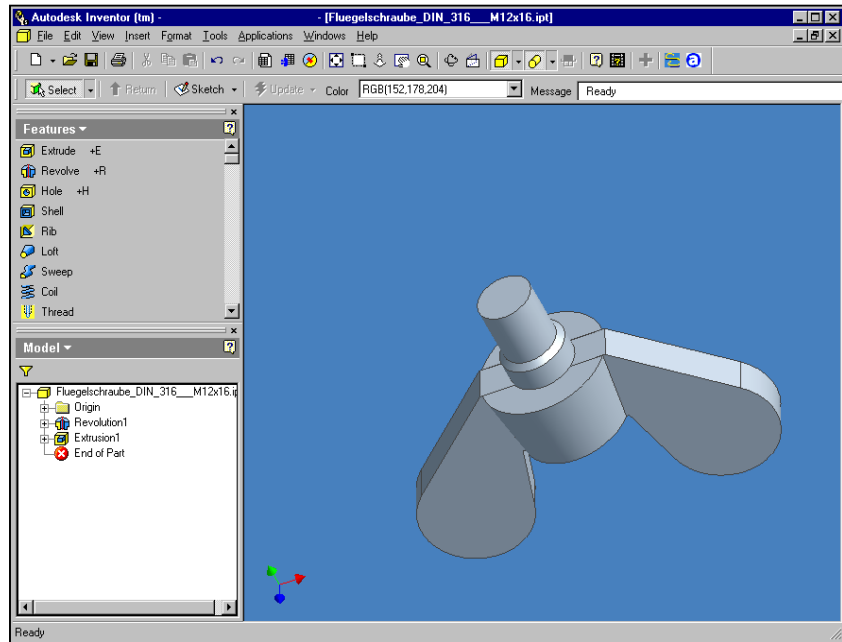 Autodesk Inventor (tm) - - [Fluegelschraube_DIN_316___M12x16.ipt]
File Edit View Insert Format Tools Applications Windows Help
Select Return Sketch Update Color RGB(152,178,204) Message Ready
Features
Extrude +E
Revolve +R
Hole +H
Shell
Rib
Loft
Sweep
Coil
Thread
Model
Fluegelschraube_DIN_316___M12x16.ip
Origin
Revolution1
Extrusion1
End of Part
Ready